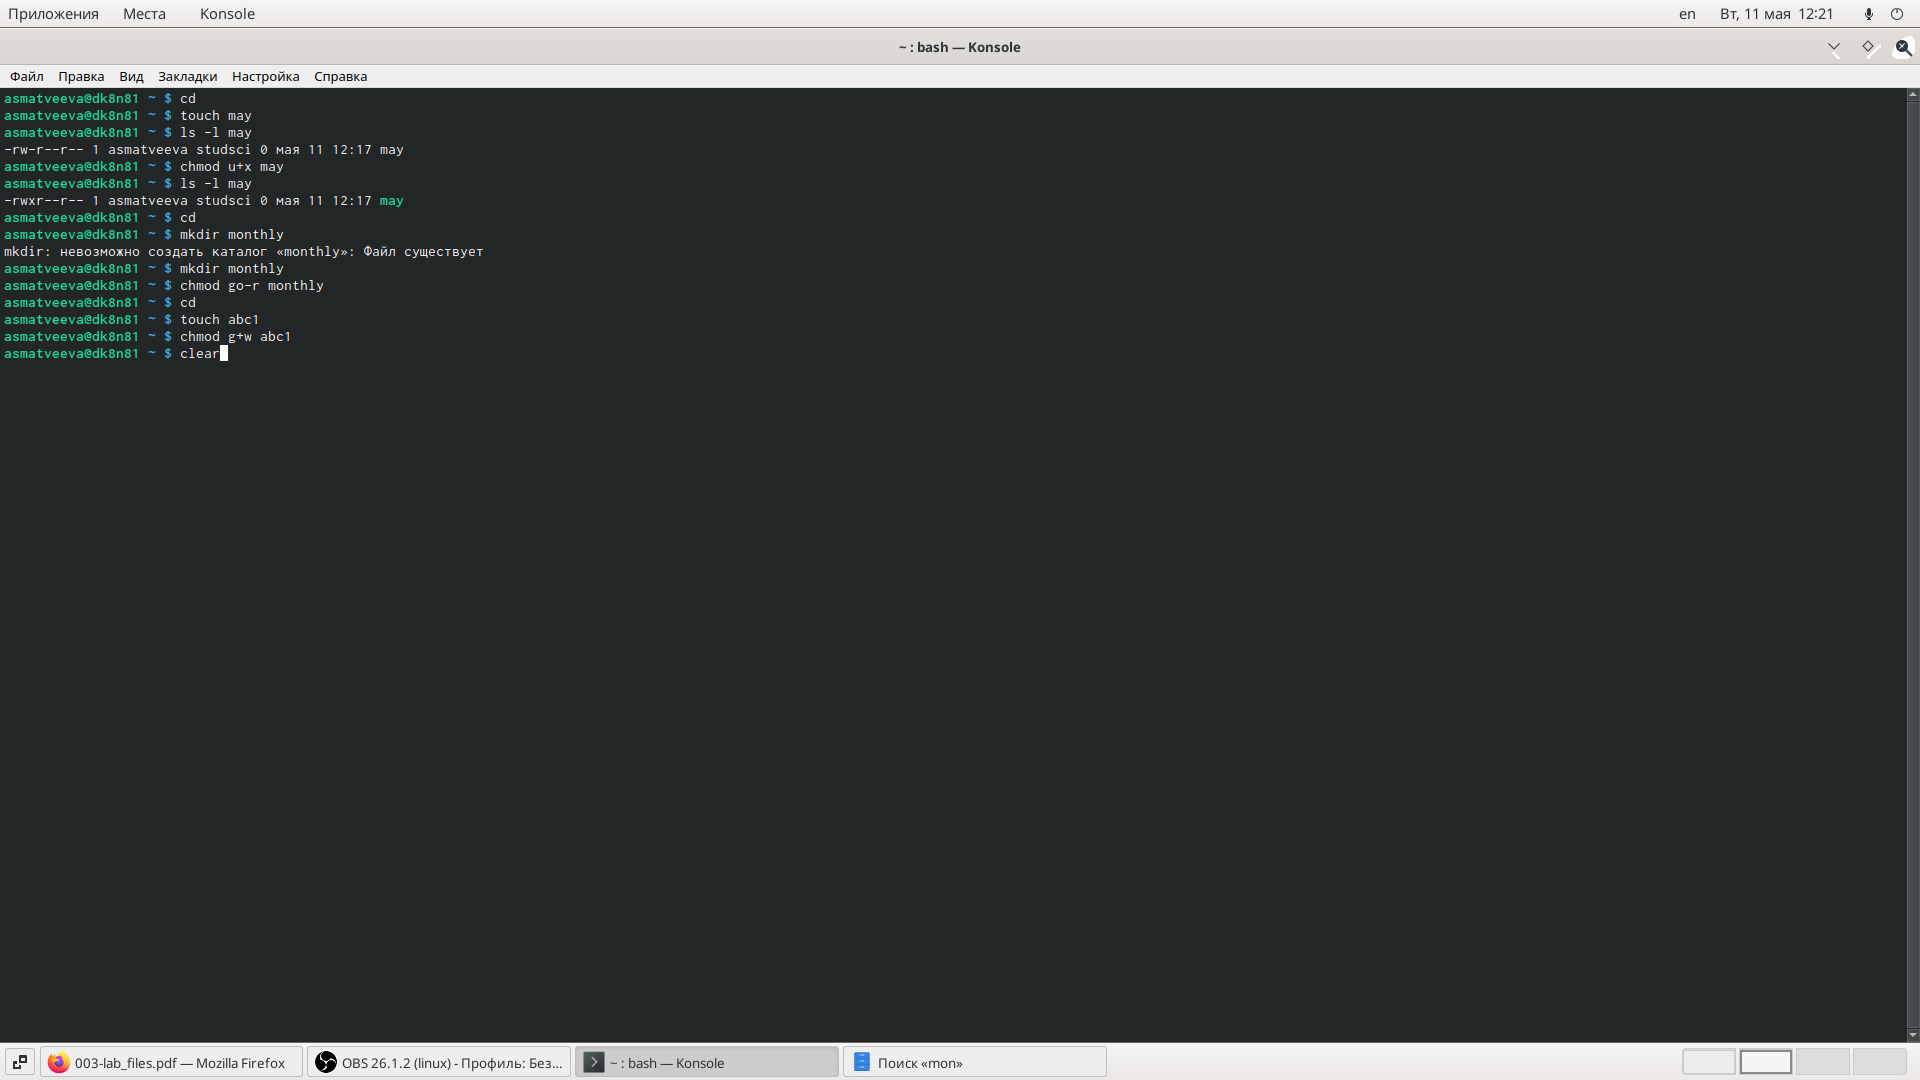 Приложения Места Konsole en Вт, 11 мая 12:21
~ : bash — Konsole
Файл Правка Вид Закладки Настройка Справка
asmatveeva@dk8n81 ~ $ cd
asmatveeva@dk8n81 ~ $ touch may
asmatveeva@dk8n81 ~ $ ls -l may
-rw-r--r-- 1 asmatveeva studsci 0 мая 11 12:17 may
asmatveeva@dk8n81 ~ $ chmod u+x may
asmatveeva@dk8n81 ~ $ ls -l may
-rwxr--r-- 1 asmatveeva studsci 0 мая 11 12:17 may
asmatveeva@dk8n81 ~ $ cd
asmatveeva@dk8n81 ~ $ mkdir monthly
mkdir: невозможно создать каталог «monthly»: Файл существует
asmatveeva@dk8n81 ~ $ mkdir monthly
asmatveeva@dk8n81 ~ $ chmod go-r monthly
asmatveeva@dk8n81 ~ $ cd
asmatveeva@dk8n81 ~ $ touch abc1
asmatveeva@dk8n81 ~ $ chmod g+w abc1
asmatveeva@dk8n81 ~ $ clear
003-lab_files.pdf — Mozilla Firefox OBS 26.1.2 (linux) - Профиль: Без... ~ : bash — Konsole Поиск «mon»